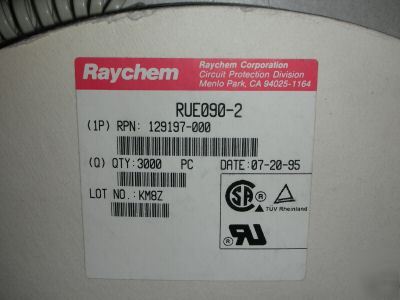 Raychem
Raychem Corporation
Circuit Protection Division
Menlo Park, CA 94025-1164
RUE090-2
(1P) RPN: 129197-000
(Q) QTY:3000 PC DATE:07-20-95
LOT NO.:KM8Z
TÜV Rheinland